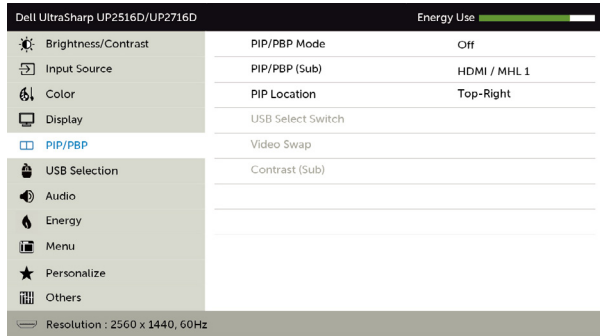 Dell UltraSharp UP2516D/UP2716D Energy Use
Brightness/Contrast PIP/PBP Mode Off
Input Source PIP/PBP (Sub) HDMI / MHL 1
Color PIP Location Top-Right
Display USB Select Switch
PIP/PBP Video Swap
USB Selection Contrast (Sub)
Audio
Energy
Menu
Personalize
Others
Resolution : 2560 x 1440, 60Hz